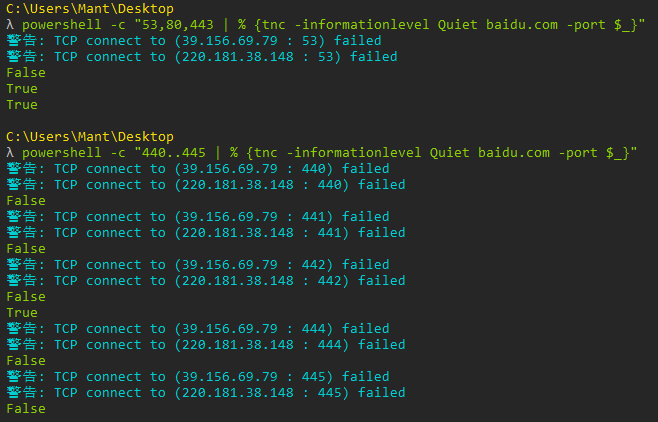 C:\Users\Mant\Desktop
λ powershell -c "53,80,443 | % {tnc -informationlevel Quiet baidu.com -port $_}"
警告: TCP connect to (39.156.69.79 : 53) failed
警告: TCP connect to (220.181.38.148 : 53) failed
False
True
True
C:\Users\Mant\Desktop
λ powershell -c "440..445 | % {tnc -informationlevel Quiet baidu.com -port $_}"
警告: TCP connect to (39.156.69.79 : 440) failed
警告: TCP connect to (220.181.38.148 : 440) failed
False
警告: TCP connect to (39.156.69.79 : 441) failed
警告: TCP connect to (220.181.38.148 : 441) failed
False
警告: TCP connect to (39.156.69.79 : 442) failed
警告: TCP connect to (220.181.38.148 : 442) failed
False
True
警告: TCP connect to (39.156.69.79 : 444) failed
警告: TCP connect to (220.181.38.148 : 444) failed
False
警告: TCP connect to (39.156.69.79 : 445) failed
警告: TCP connect to (220.181.38.148 : 445) failed
False